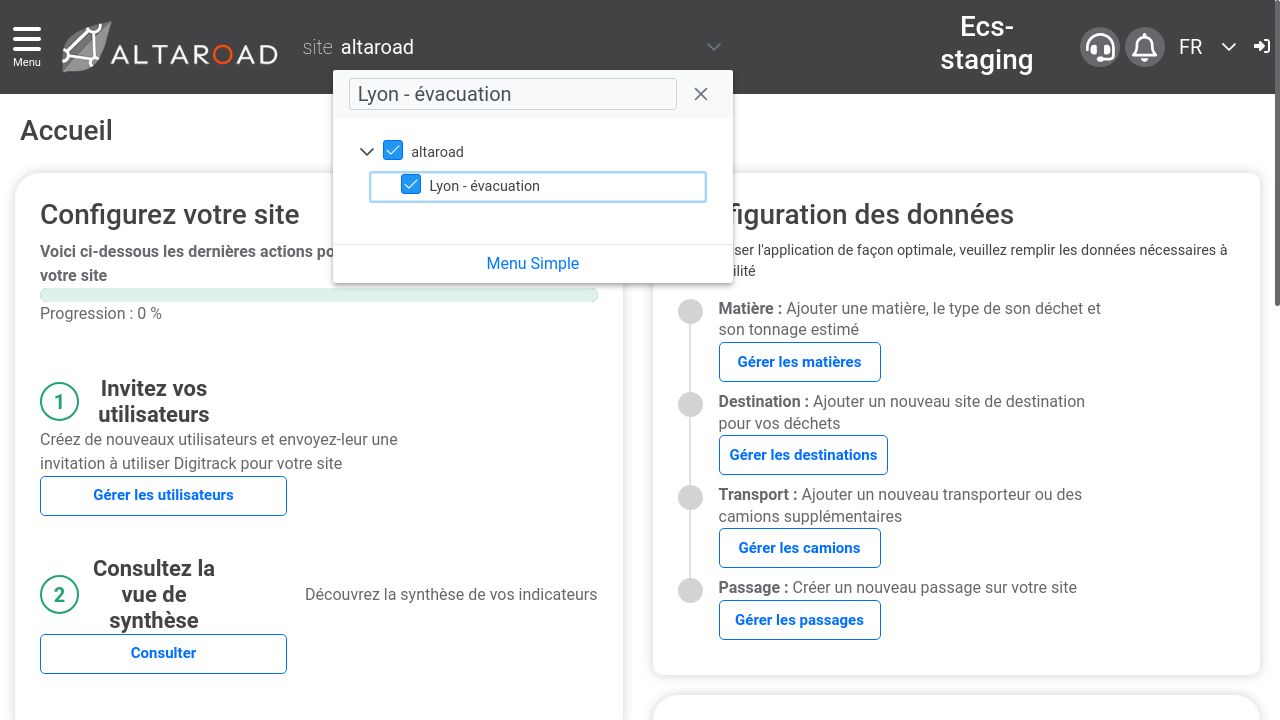 Menu
ALTAROAD
site altaroad
Ecs-
staging
FR
Lyon - évacuation
altaroad
Lyon - évacuation
Menu Simple
Accueil
Configurez votre site
Voici ci-dessous les dernières actions po
votre site
Progression : 0 %
1
Invitez vos
utilisateurs
Créez de nouveaux utilisateurs et envoyez-leur une
invitation à utiliser Digitrack pour votre site
Gérer les utilisateurs
2
Consultez la
vue de
synthèse
Découvrez la synthèse de vos indicateurs
Consulter
figuration des données
ser l'application de façon optimale, veuillez remplir les données nécessaires à
ilité
Matière : Ajouter une matière, le type de son déchet et
son tonnage estimé
Gérer les matières
Destination : Ajouter un nouveau site de destination
pour vos déchets
Gérer les destinations
Transport : Ajouter un nouveau transporteur ou des
camions supplémentaires
Gérer les camions
Passage : Créer un nouveau passage sur votre site
Gérer les passages